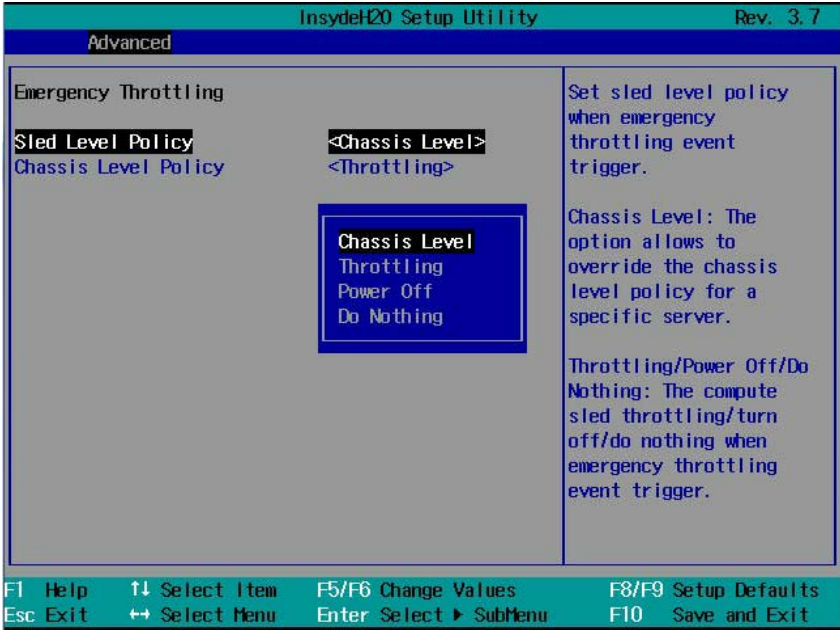 InsydeH2O Setup Utility Rev. 3.7
Advanced
Emergency Throttling
Sled Level Policy <Chassis Level>
Chassis Level Policy <Throttling>
Chassis Level
Throttling
Power Off
Do Nothing
Set sled level policy
when emergency
throttling event
trigger.
Chassis Level: The
option allows to
override the chassis
level policy for a
specific server.
Throttling/Power Off/Do
Nothing: The compute
sled throttling/turn
off/do nothing when
emergency throttling
event trigger.
F1 Help ↑↓ Select Item F5/F6 Change Values F8/F9 Setup Defaults
Esc Exit ↔ Select Menu Enter Select ▶ SubMenu F10 Save and Exit